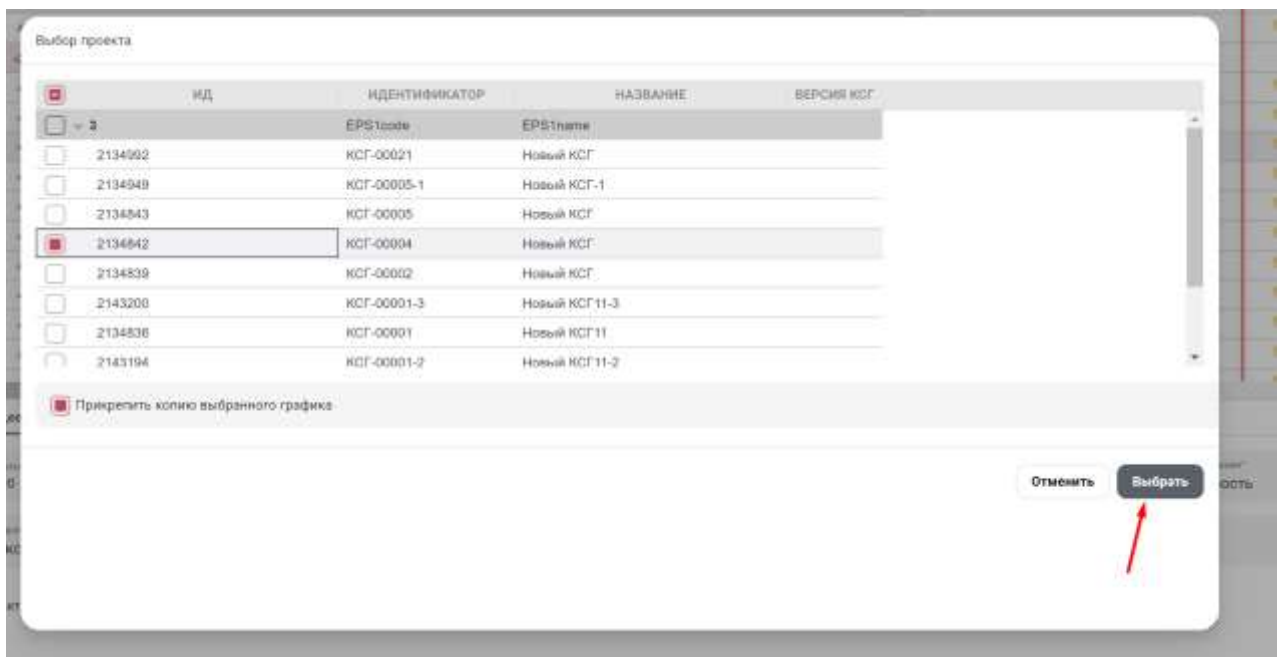 Выбор проекта
ИД ИДЕНТИФИКАТОР НАЗВАНИЕ ВЕРСИЯ КСГ
3 EPS1code EPS1name
2134992 КСГ-00021 Новый КСГ
2134949 КСГ-00005-1 Новый КСГ-1
2134843 КСГ-00005 Новый КСГ
2134842 КСГ-00004 Новый КСГ
2134839 КСГ-00002 Новый КСГ
2143200 КСГ-00001-3 Новый КСГ11-3
2134836 КСГ-00001 Новый КСГ11
2143194 КСГ-00001-2 Новый КСГ11-2
Прикрепить копию выбранного графика
Отменить Выбрать
ость